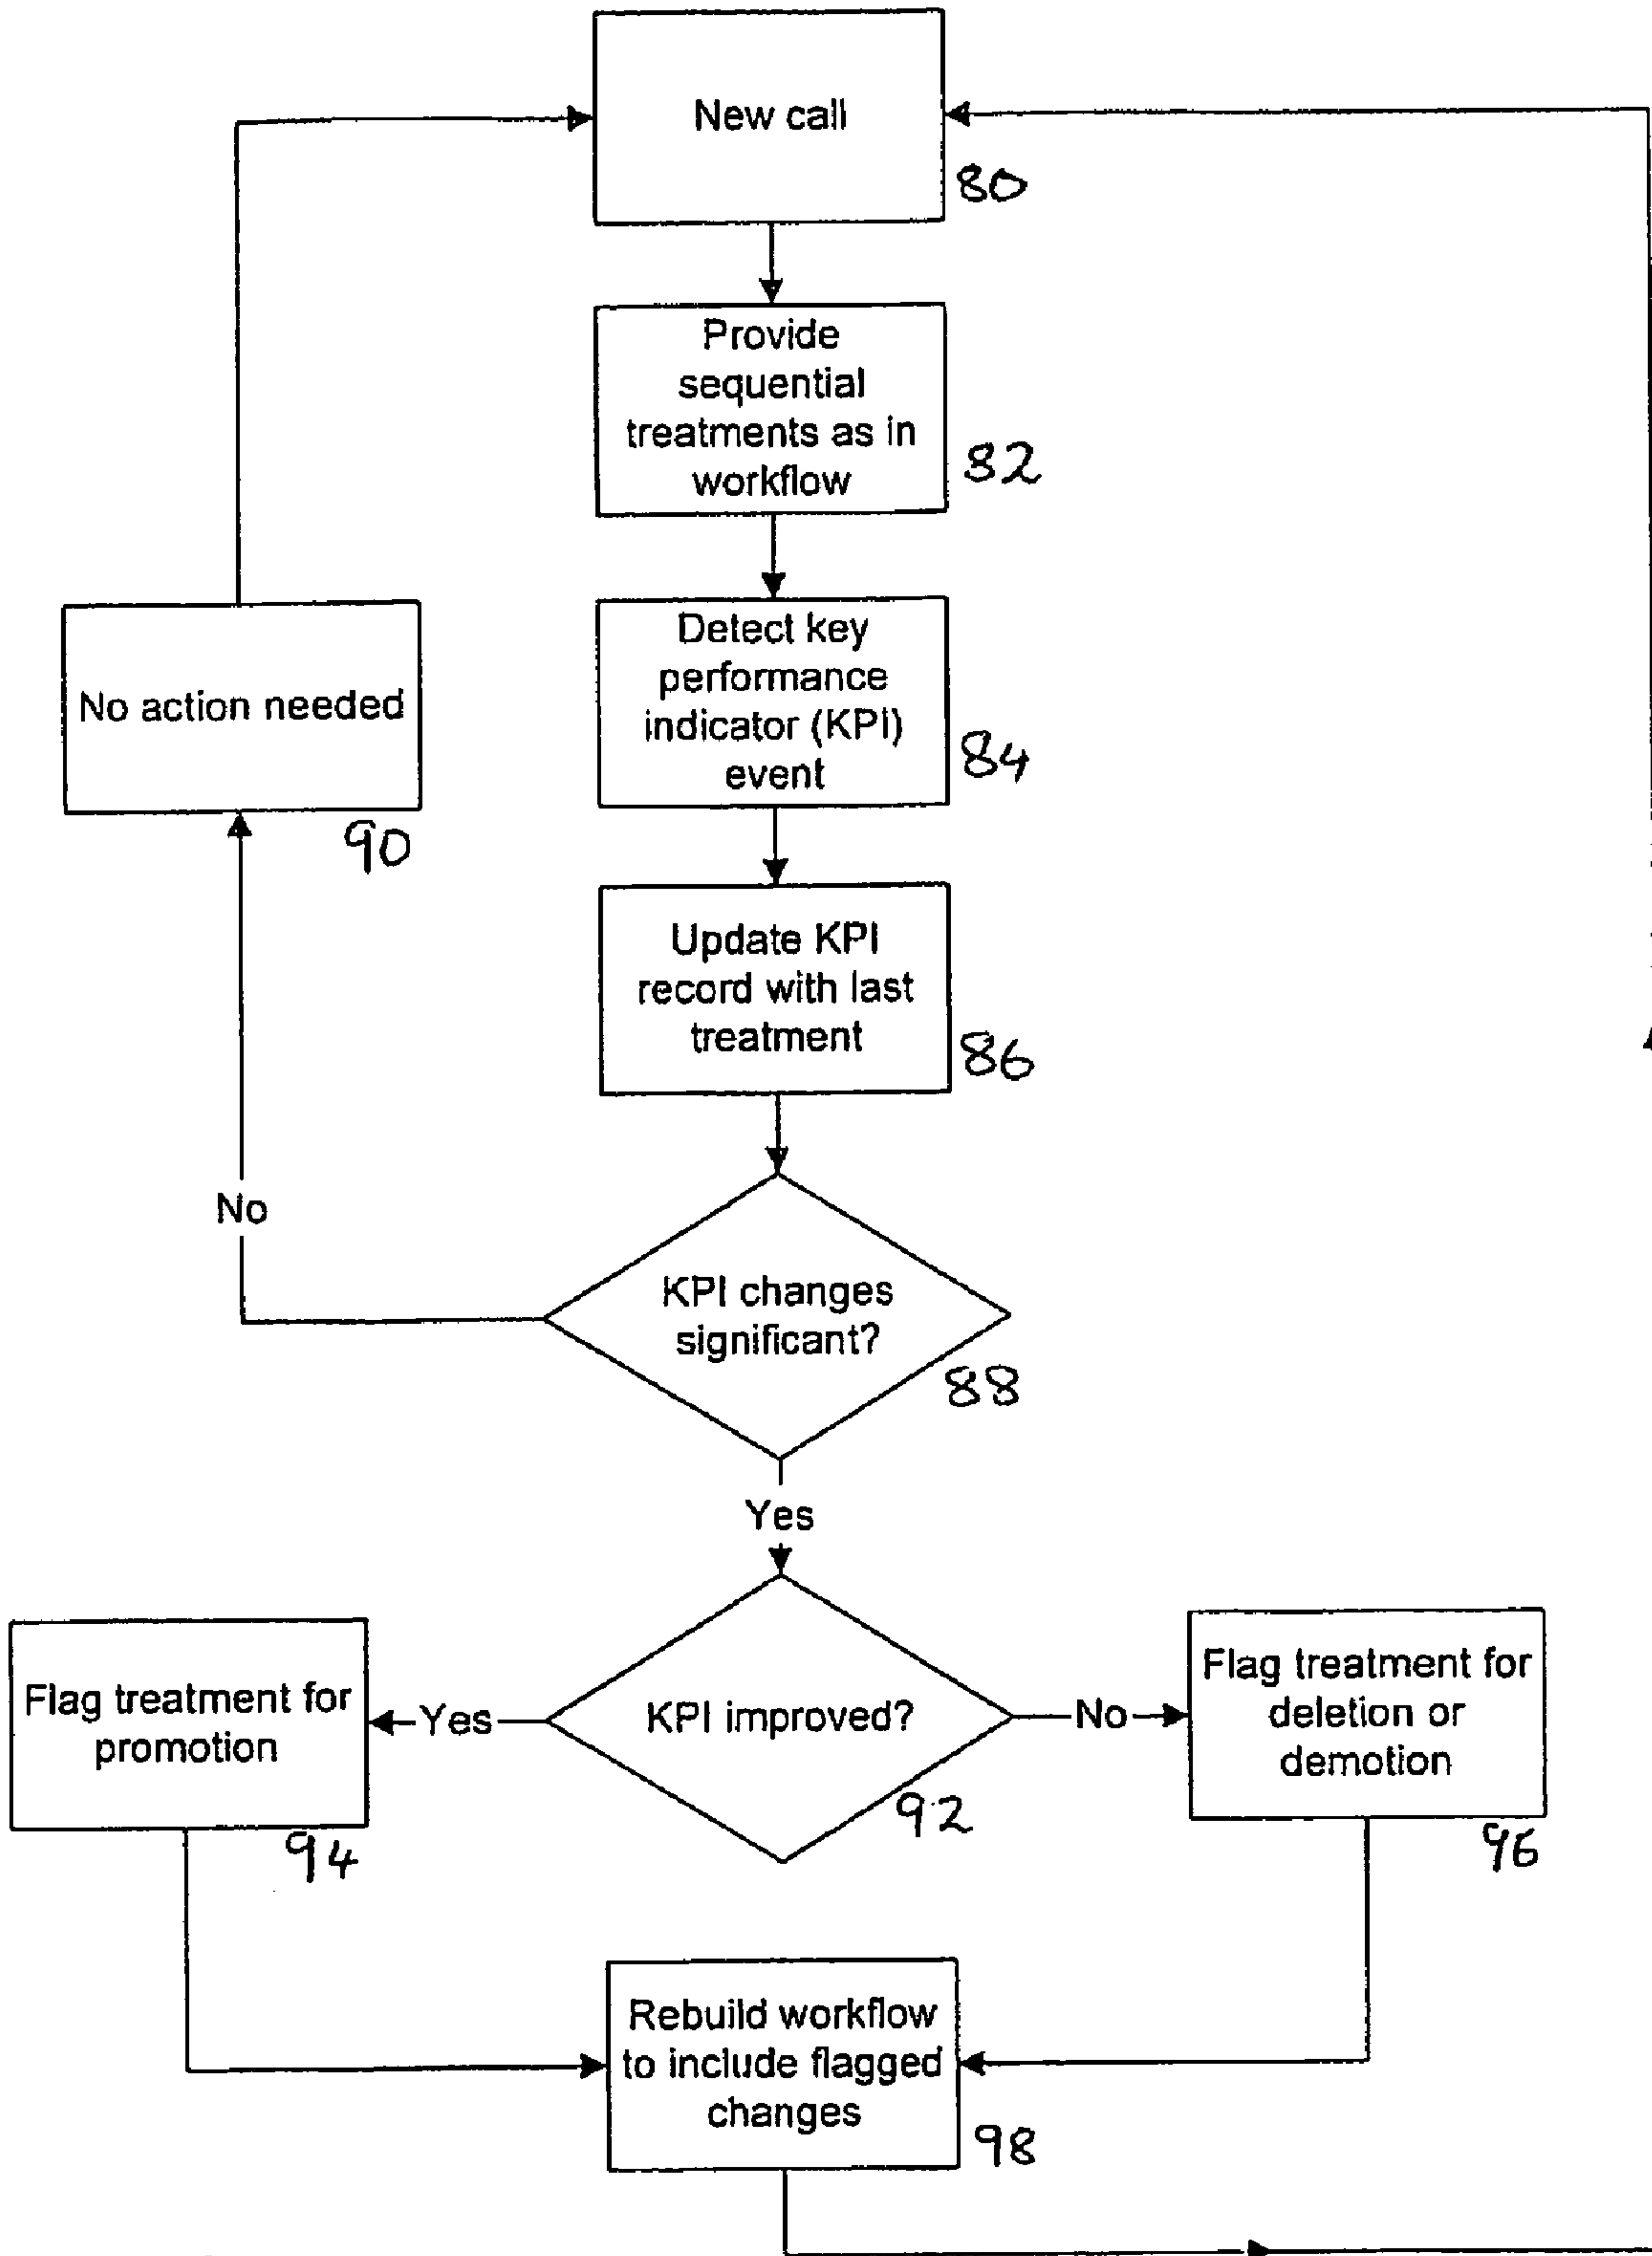 New call
80
Provide
sequential
treatments as in
workflow
82
Detect key
performance
indicator (KPI)
event
84
No action needed
90
Update KPI
record with last
treatment
86
No
KPI changes
significant?
88
Yes
Flag treatment for
promotion
94
Yes
KPI improved?
92
No
Flag treatment for
deletion or
demotion
96
Rebuild workflow
to include flagged
changes
98